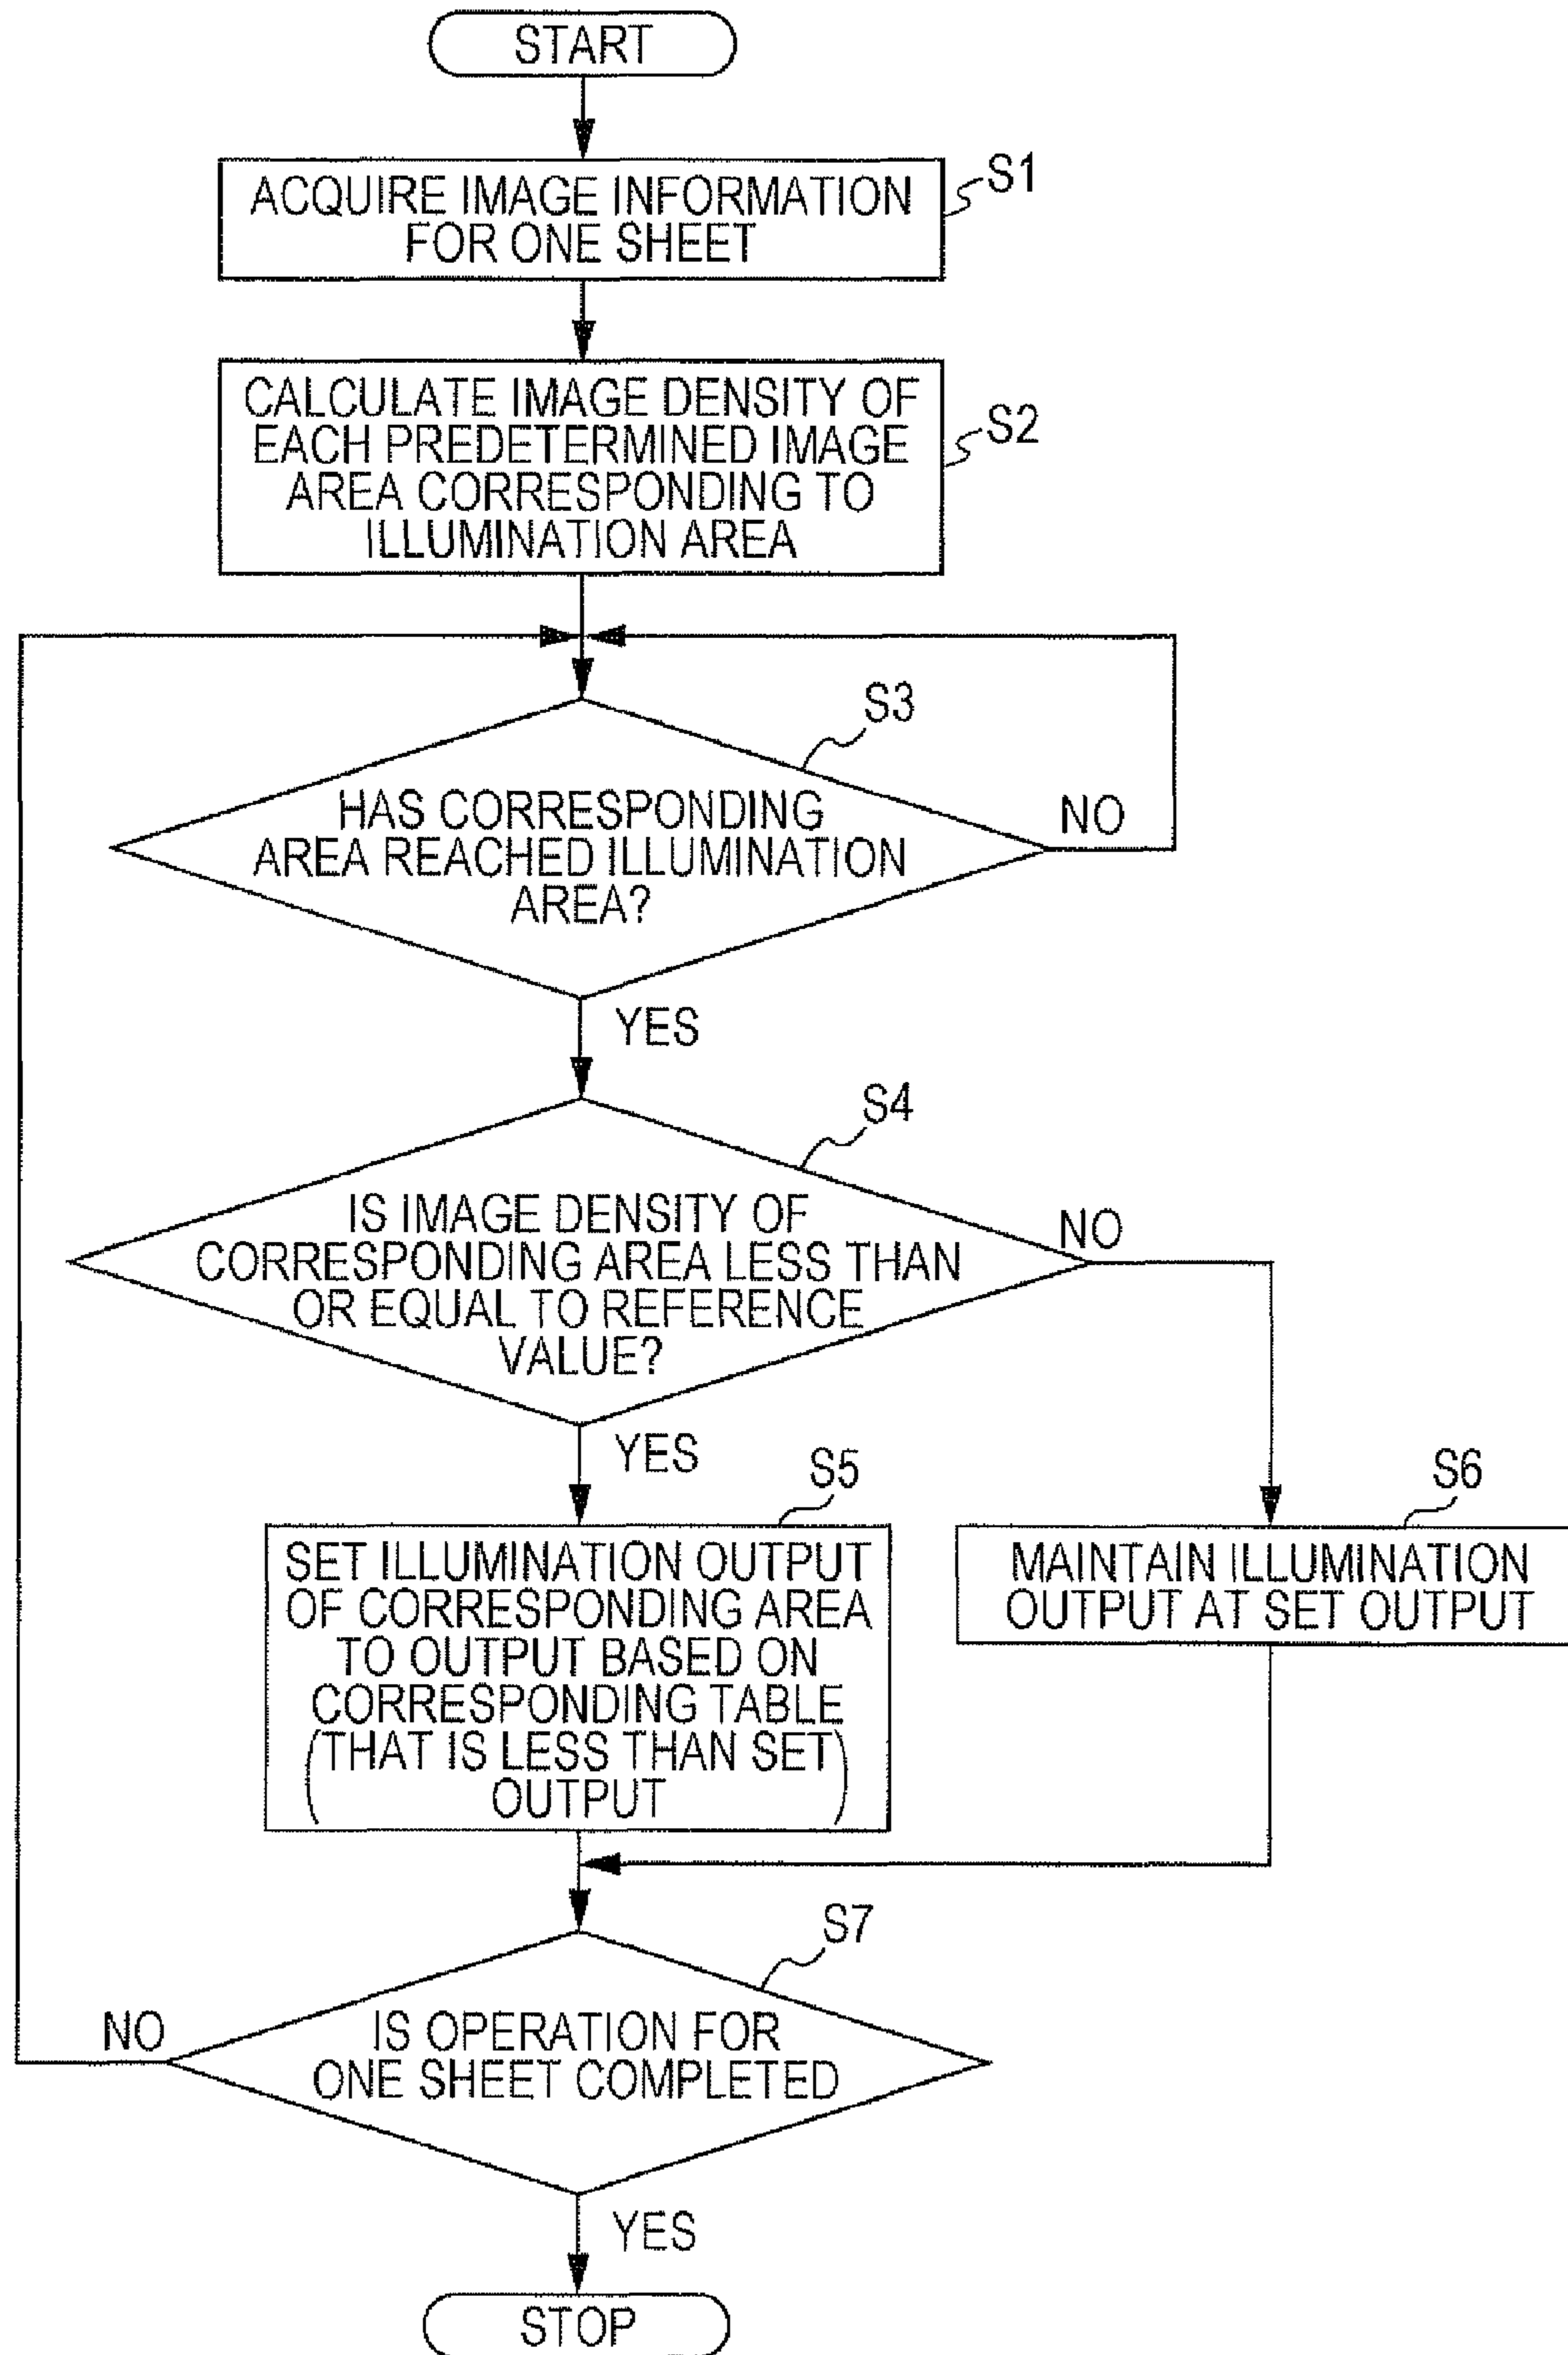 START
ACQUIRE IMAGE INFORMATION
FOR ONE SHEET
S1
CALCULATE IMAGE DENSITY OF
EACH PREDETERMINED IMAGE
AREA CORRESPONDING TO
ILLUMINATION AREA
S2
S3
HAS CORRESPONDING
AREA REACHED ILLUMINATION
AREA?
NO
YES
S4
IS IMAGE DENSITY OF
CORRESPONDING AREA LESS THAN
OR EQUAL TO REFERENCE
VALUE?
NO
YES
S5
SET ILLUMINATION OUTPUT
OF CORRESPONDING AREA
TO OUTPUT BASED ON
CORRESPONDING TABLE
(THAT IS LESS THAN SET
OUTPUT)
S6
MAINTAIN ILLUMINATION
OUTPUT AT SET OUTPUT
S7
IS OPERATION FOR
ONE SHEET COMPLETED
NO
YES
STOP